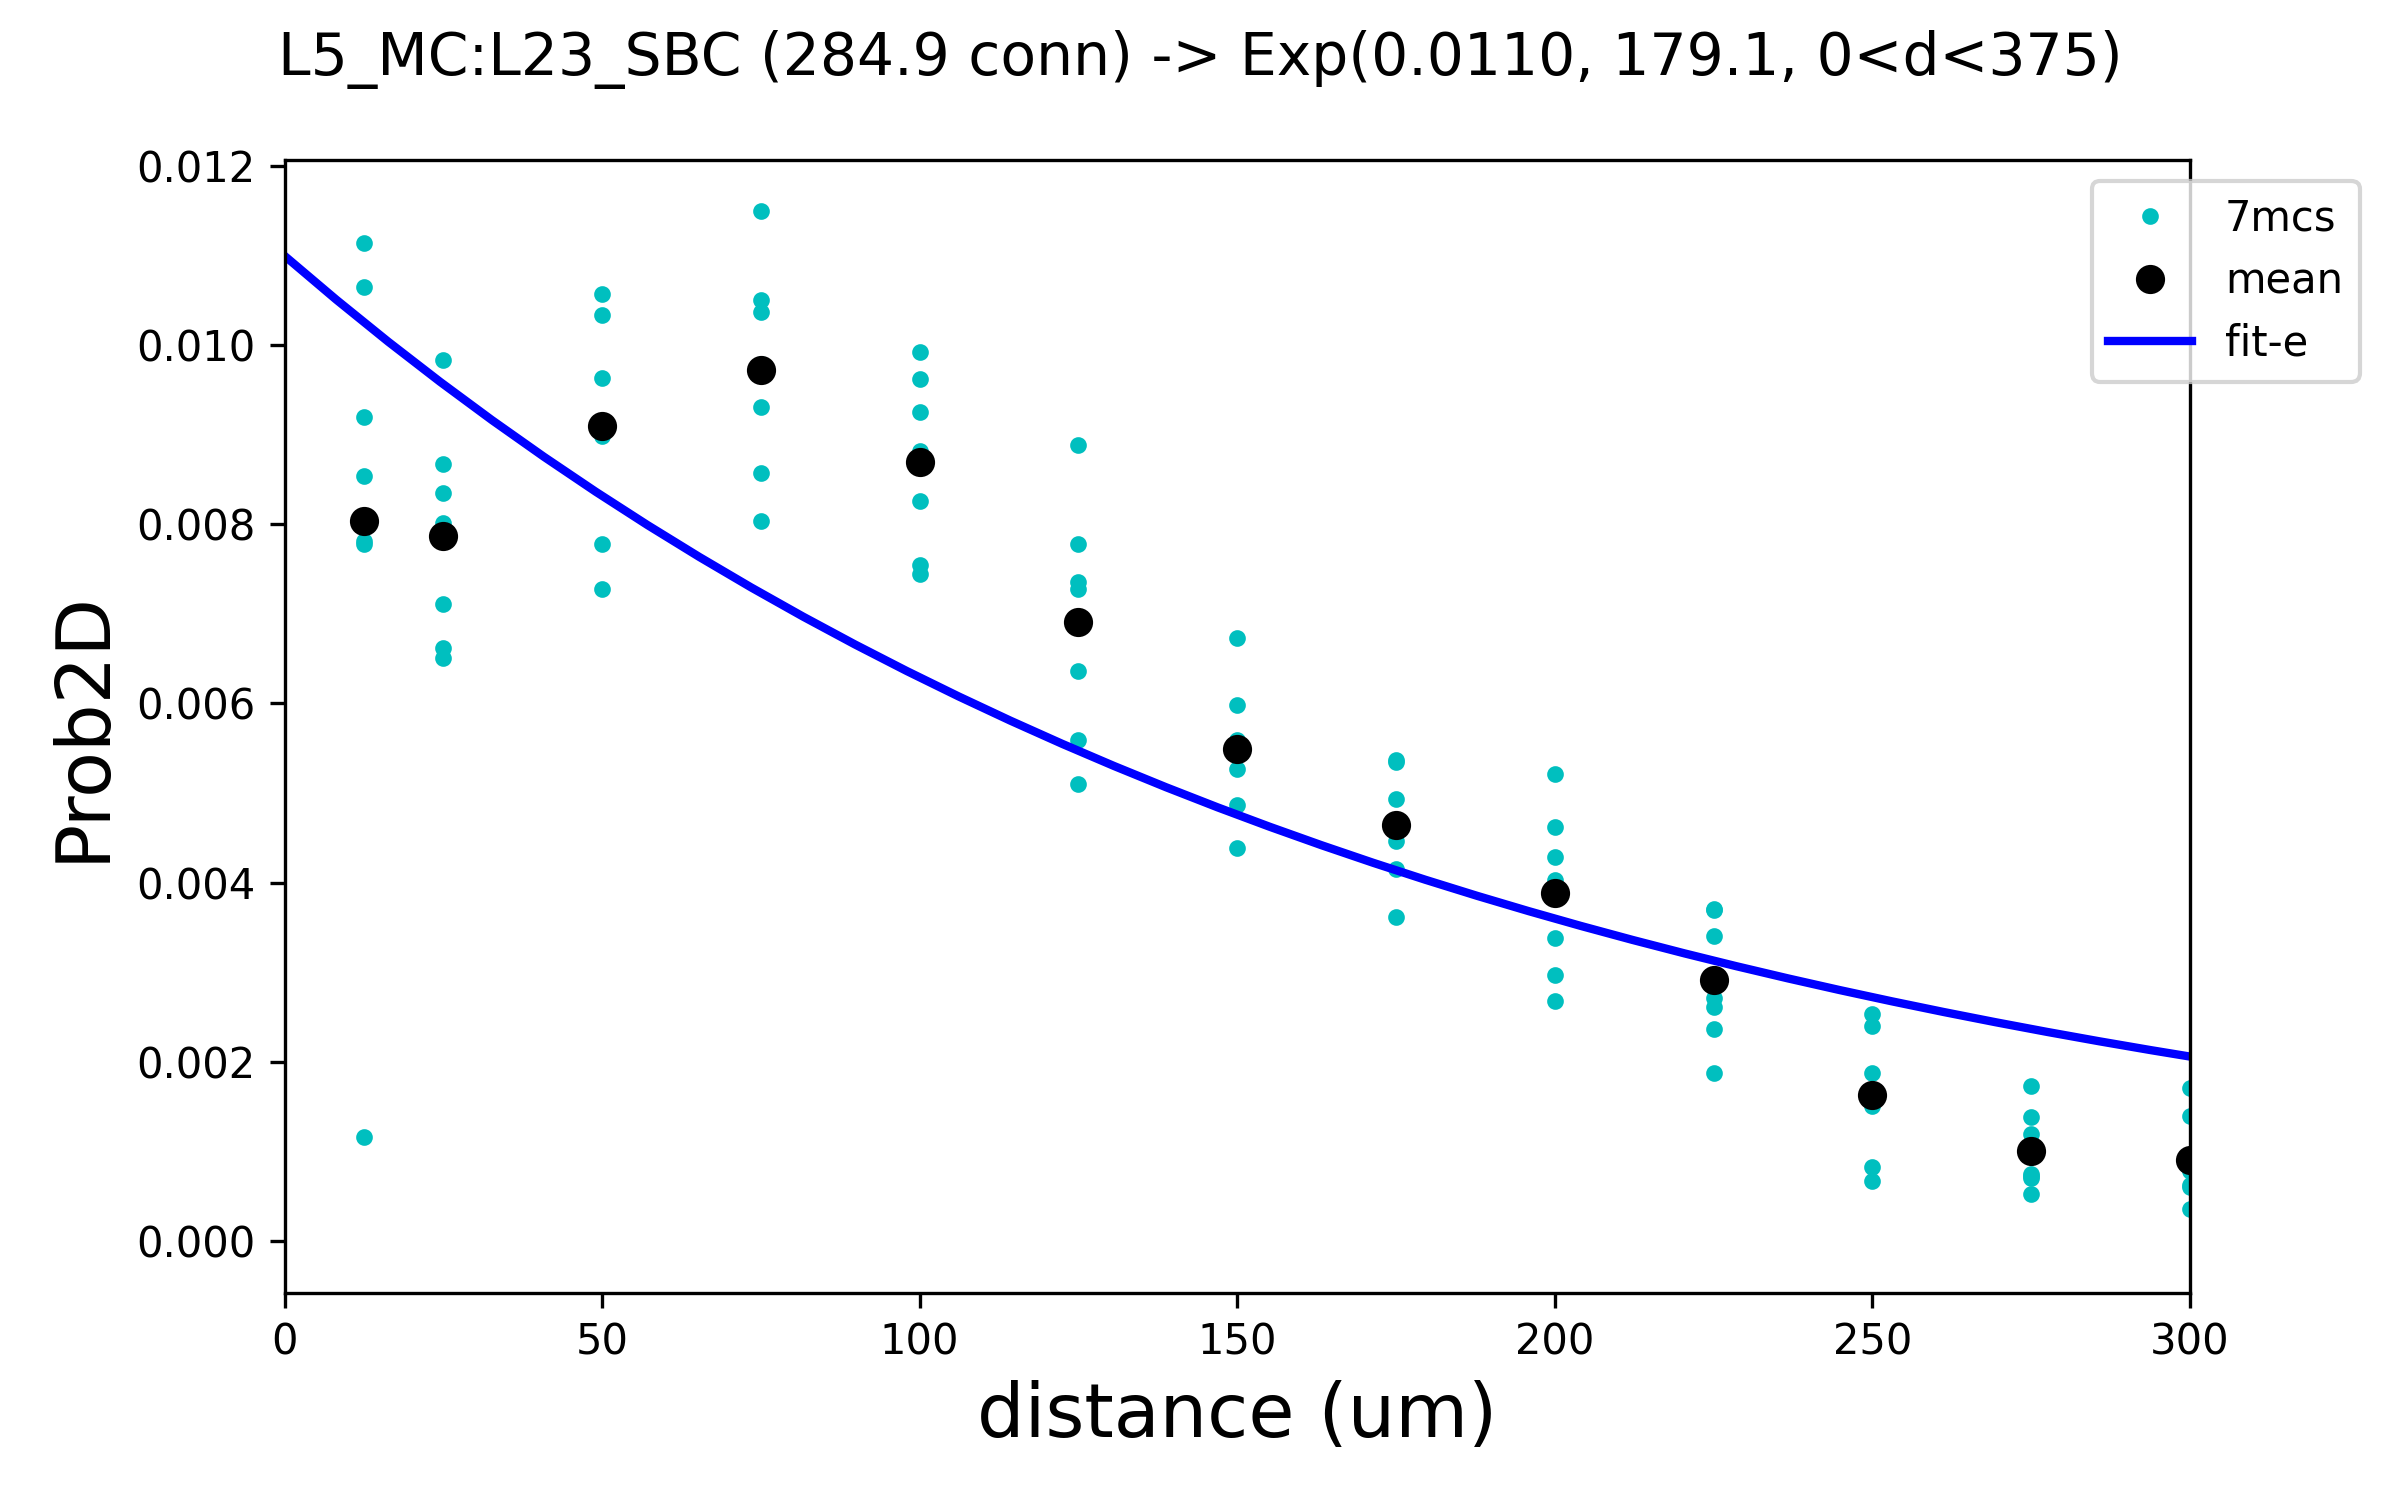 L5_MC:L23_SBC (284.9 conn) -> Exp(0.0110, 179.1, 0<d<375)
0.012
0.010
0.008
0.006
0.004
0.002
0.000
Prob2D
7mcs
mean
fit-e
0 50 100 150 200 250 300
distance (um)